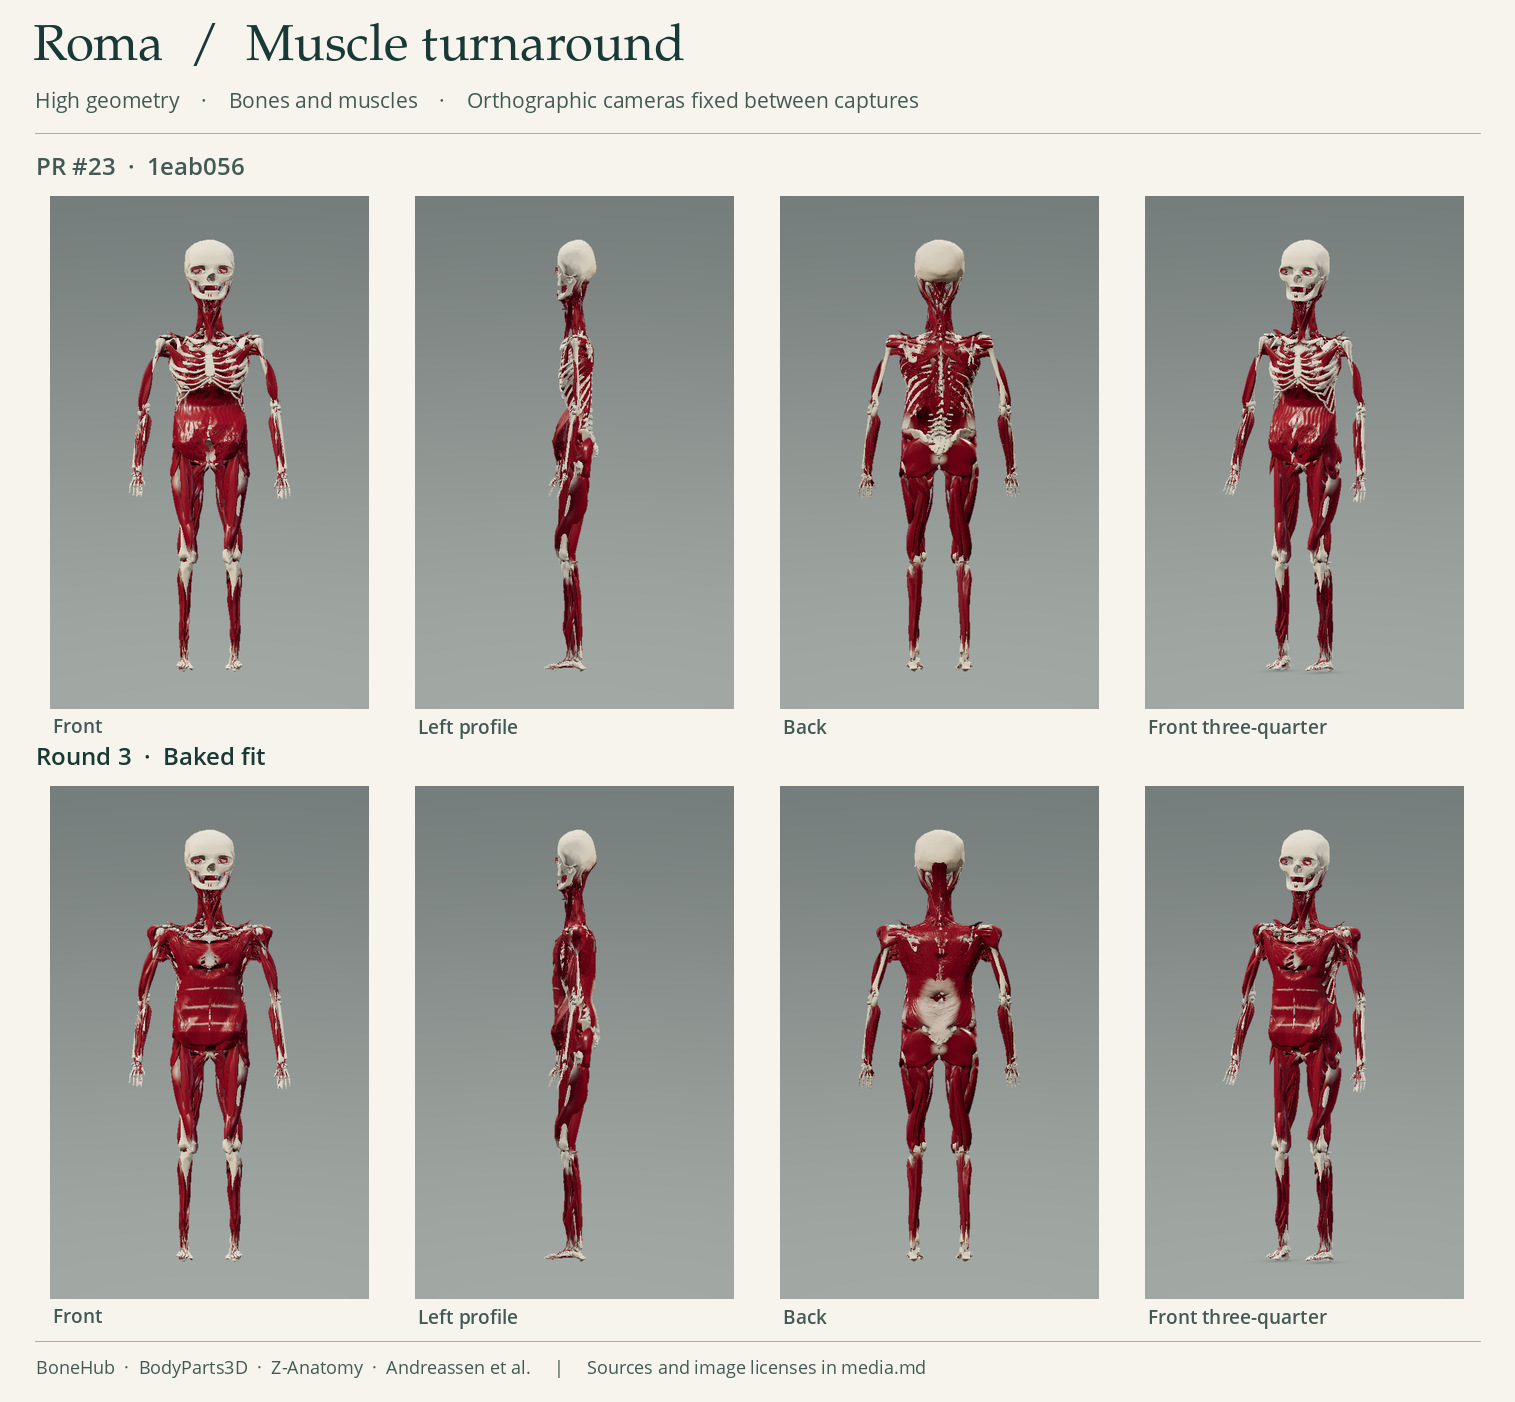 Roma / Muscle turnaround
High geometry · Bones and muscles · Orthographic cameras fixed between captures
PR #23 · 1eab056
Front
Left profile
Back
Front three-quarter
Round 3 · Baked fit
Front
Left profile
Back
Front three-quarter
BoneHub · BodyParts3D · Z-Anatomy · Andreassen et al. | Sources and image licenses in media.md